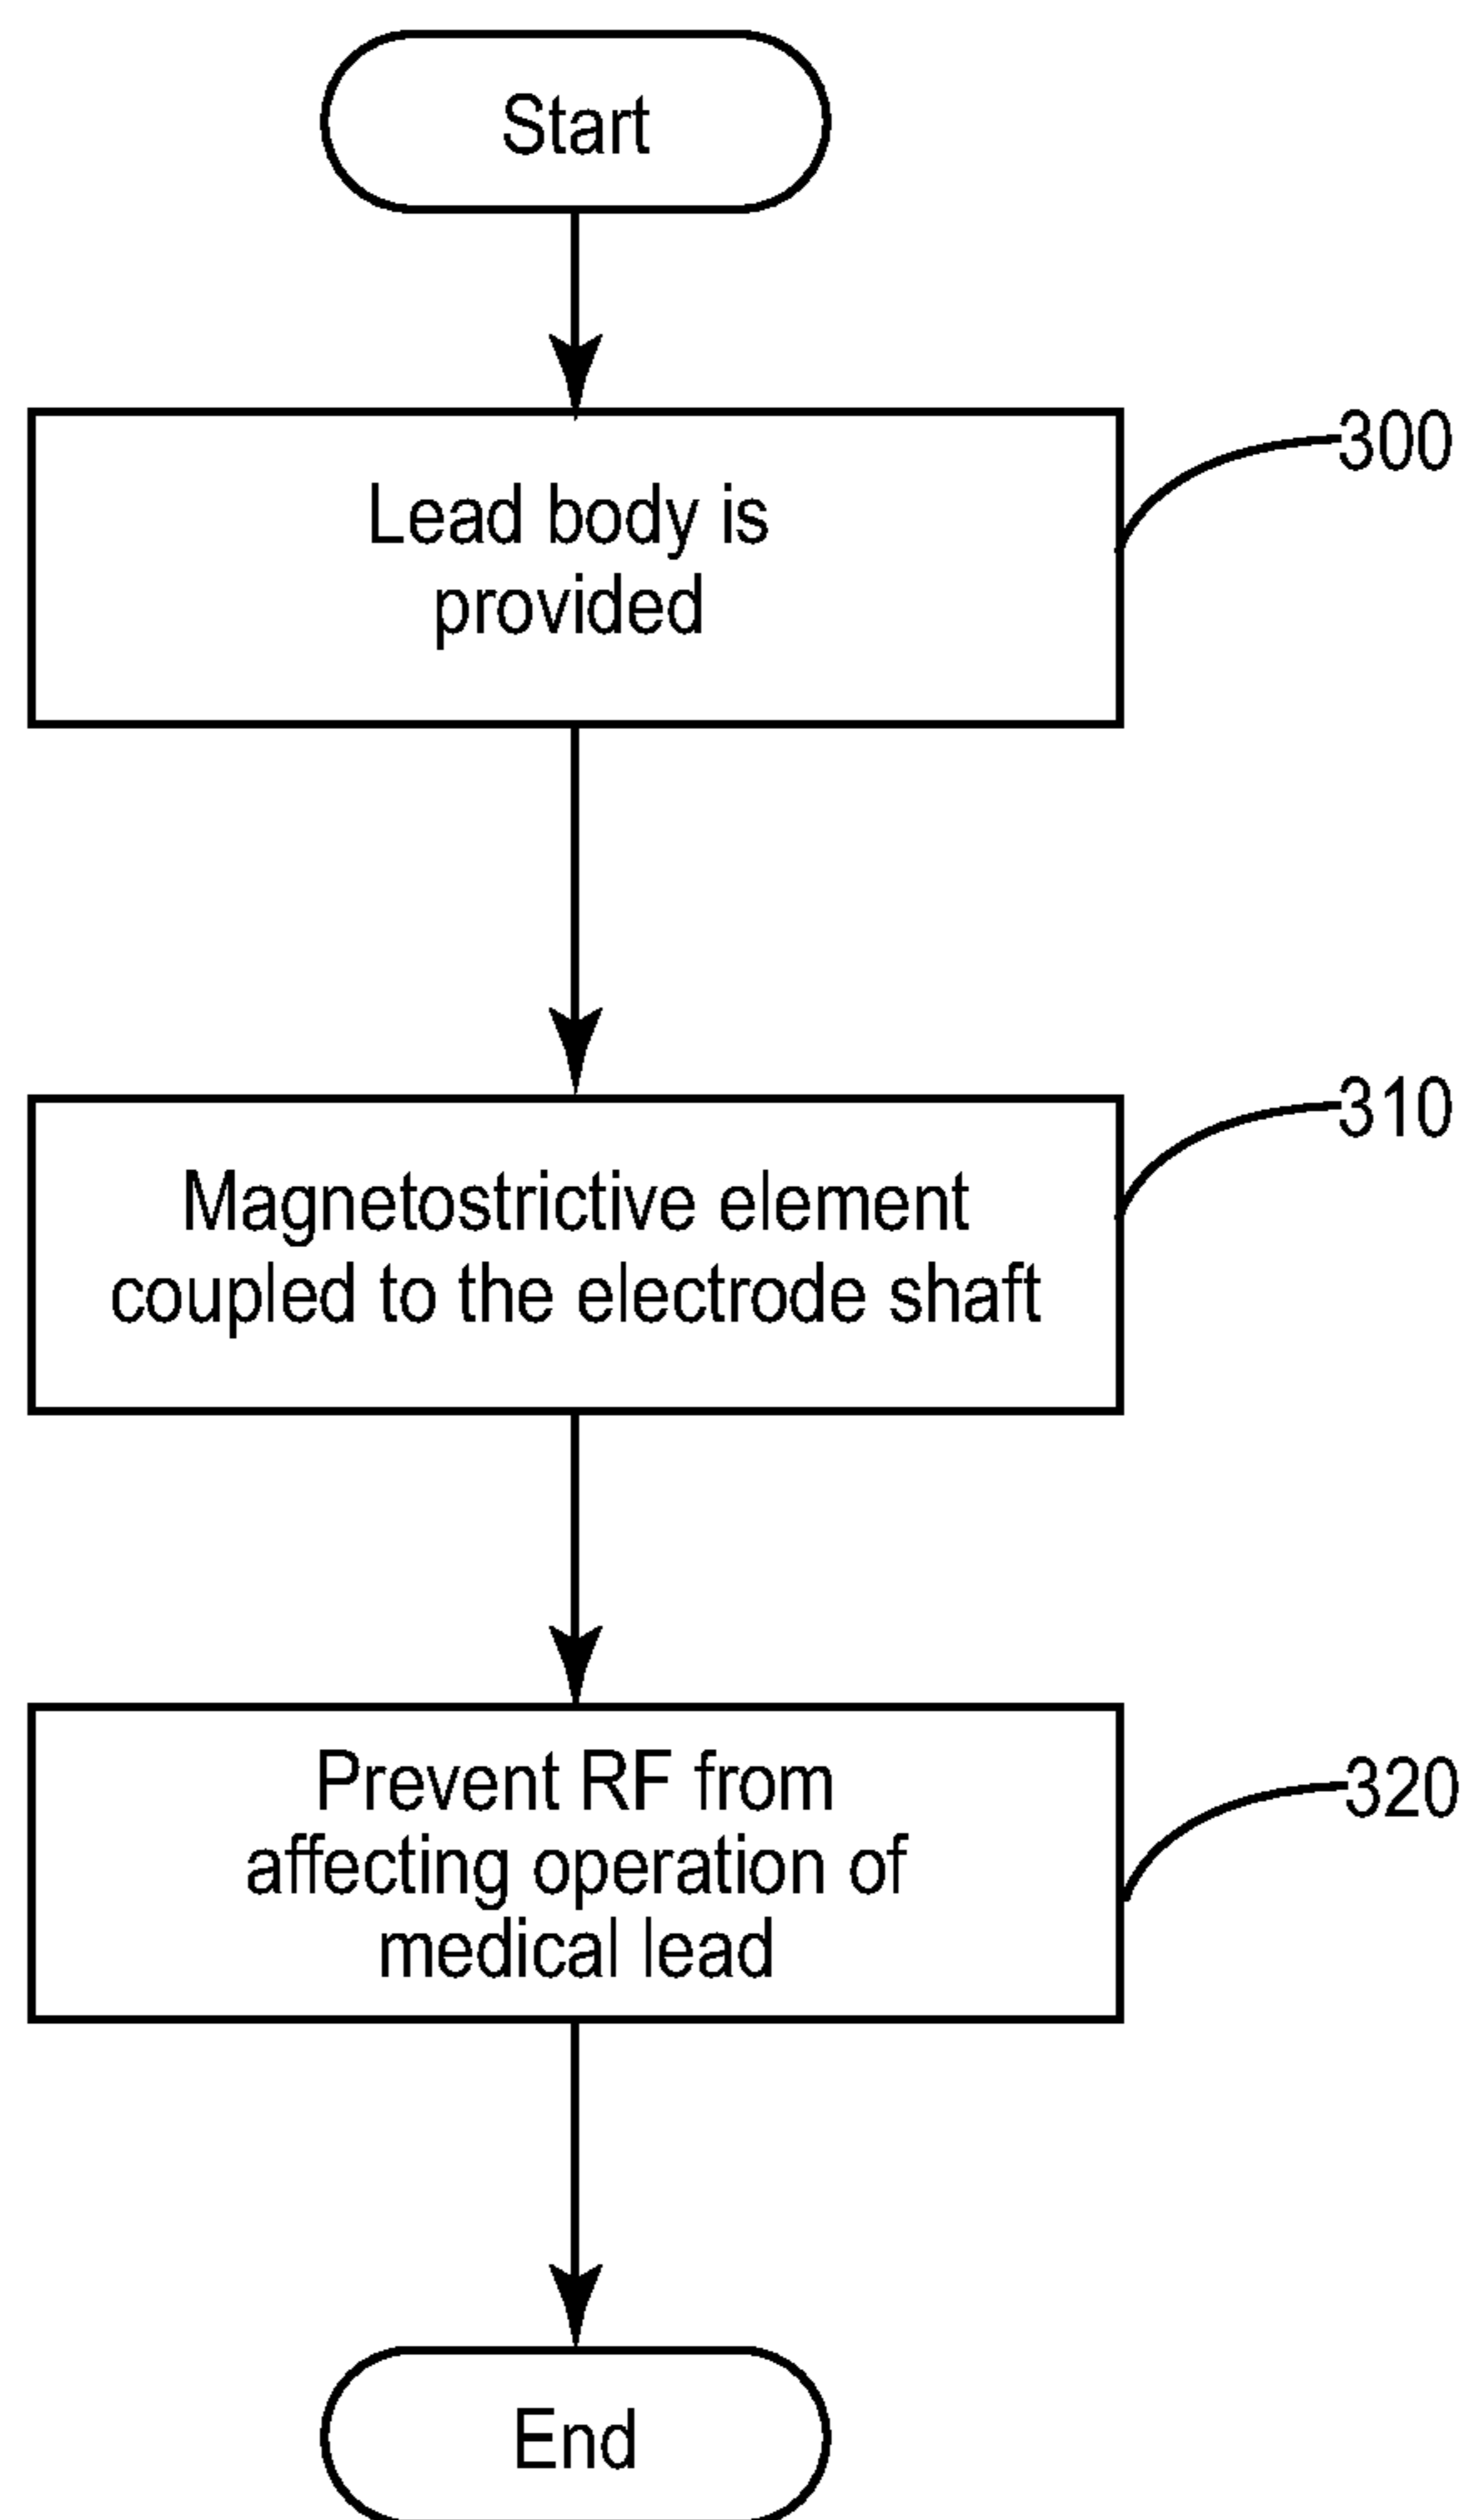 Start
300
Lead body is
provided
310
Magnetostrictive element
coupled to the electrode shaft
320
Prevent RF from
affecting operation of
medical lead
End